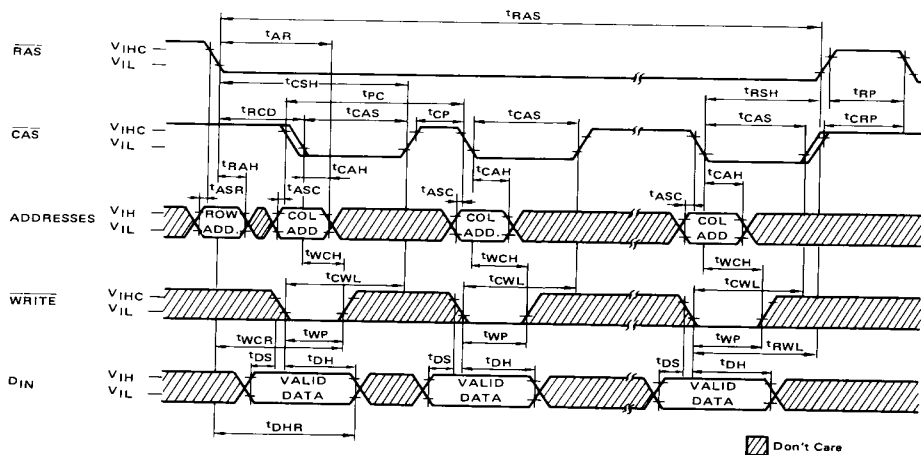 tRAS
tAR
RAS VIHC VIL
tCSH
tPC tRSH tRP
tRCD tCAS tCP tCAS tCAS tCRP
CAS VIHC VIL
tRAH tCAH tCAH tCAH
tASR tASC tASC tASC
ADDRESSES VIH VIL ROW ADD. COL ADD COL ADD. COL ADD
tWCH tWCH tWCH
tCWL tCWL tCWL
WRITE VIHC VIL
tWP tWP tWP
tWCR tRWL
tDS tDH tDS tDH tDS tDH
DIN VIH VIL VALID DATA VALID DATA VALID DATA
tDHR
Don't Care